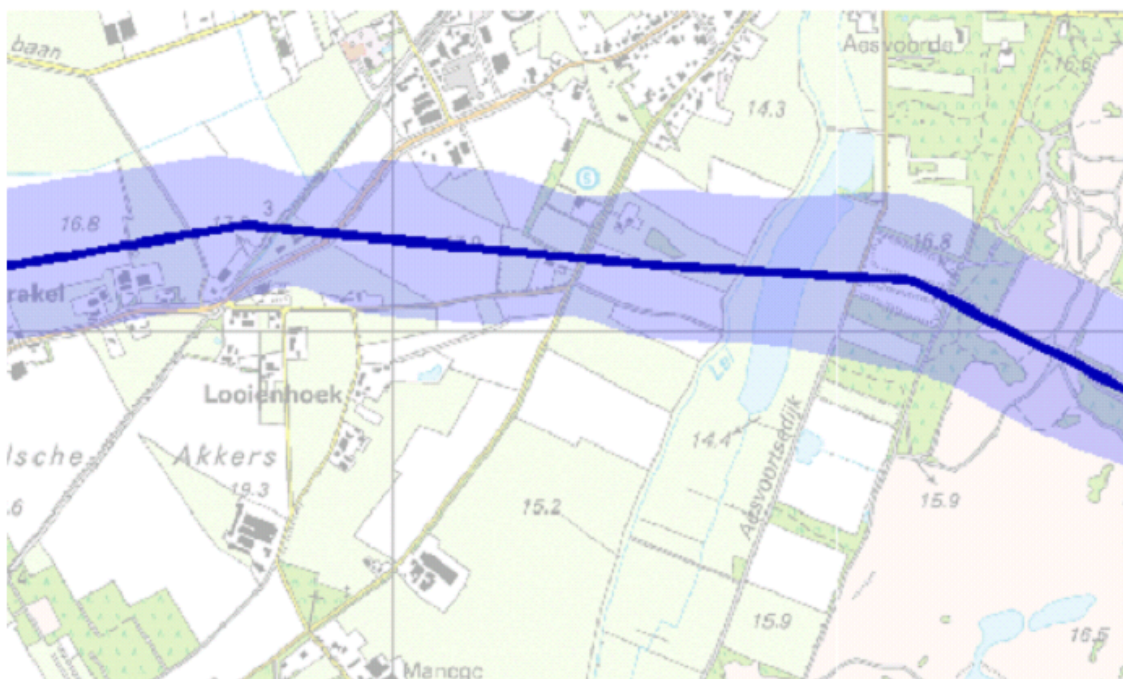 baan
Aesvoorde
16.6
14.3
16.8
3
16.8
rakel
Lei
Looienhoek
14.4
Aesvoortsedijk
lsche
Akkers
19.3
.6
15.2
15.9
15.9
16.5